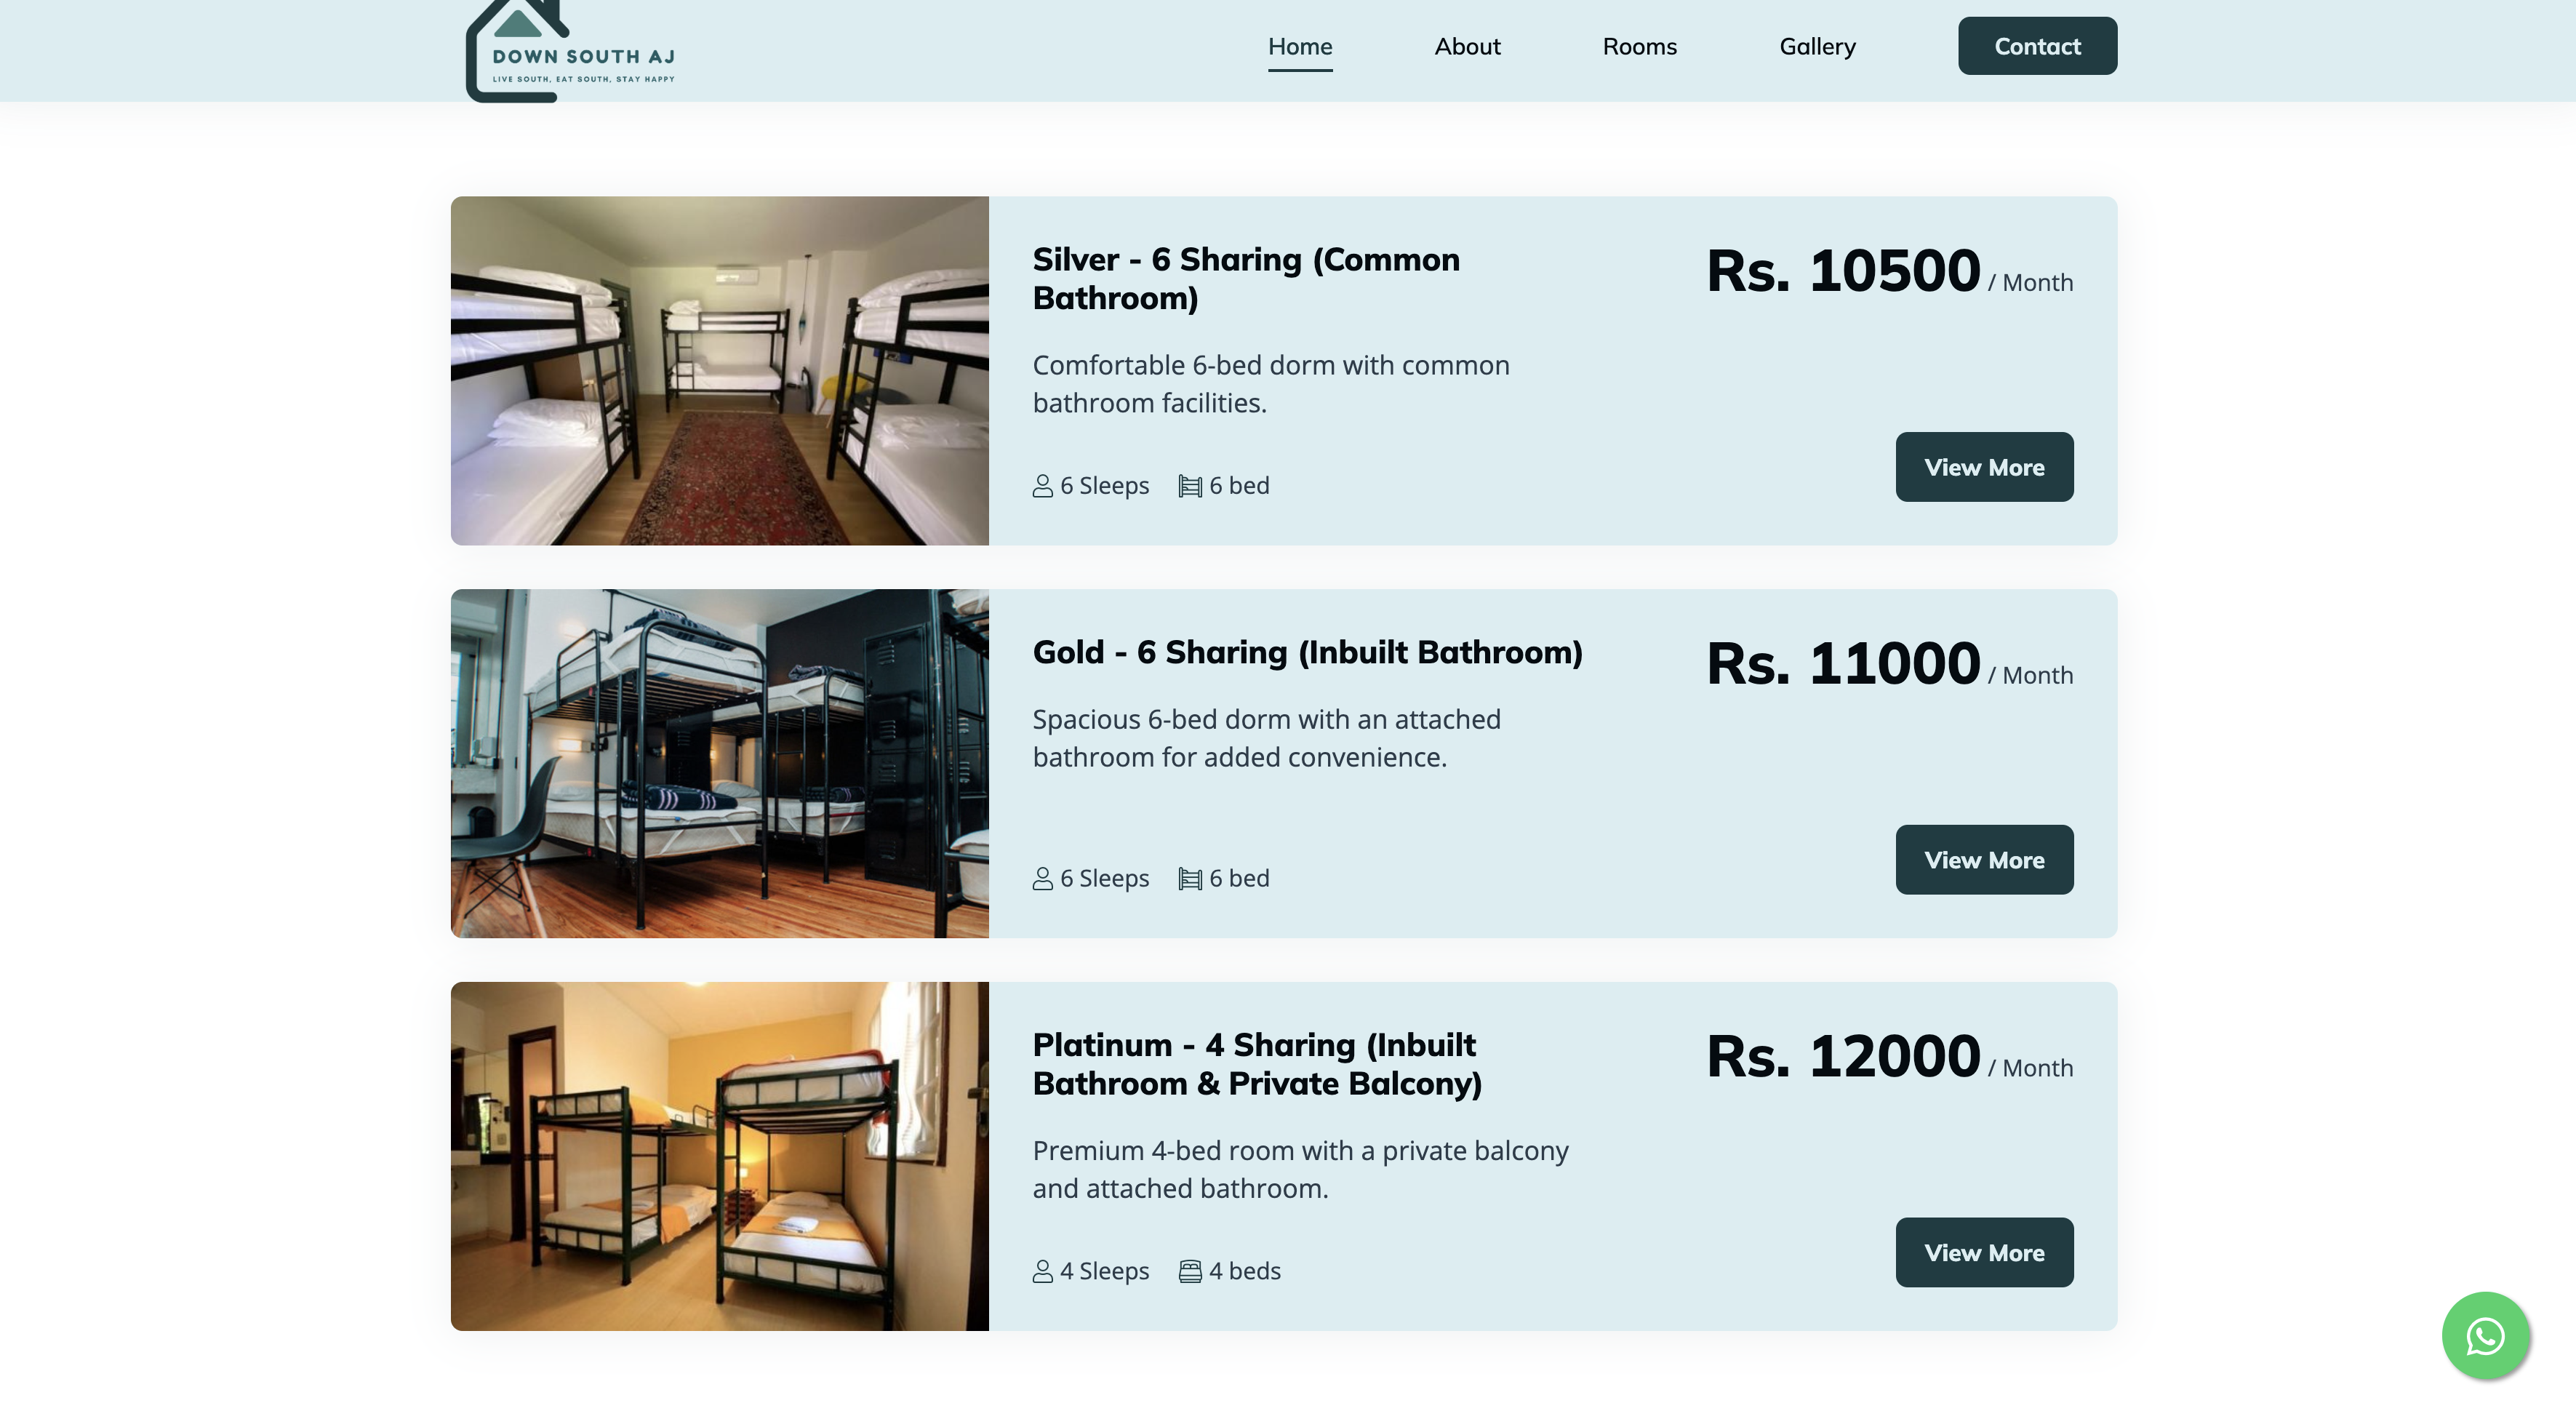 DOWN SOUTH AJ
LIVE SOUTH, EAT SOUTH, STAY HAPPY
Home
About
Rooms
Gallery
Contact
Silver - 6 Sharing (Common
Bathroom)
Rs. 10500 / Month
Comfortable 6-bed dorm with common
bathroom facilities.
6 Sleeps
6 bed
View More
Gold - 6 Sharing (Inbuilt Bathroom)
Rs. 11000 / Month
Spacious 6-bed dorm with an attached
bathroom for added convenience.
6 Sleeps
6 bed
View More
Platinum - 4 Sharing (Inbuilt
Bathroom & Private Balcony)
Rs. 12000 / Month
Premium 4-bed room with a private balcony
and attached bathroom.
4 Sleeps
4 beds
View More